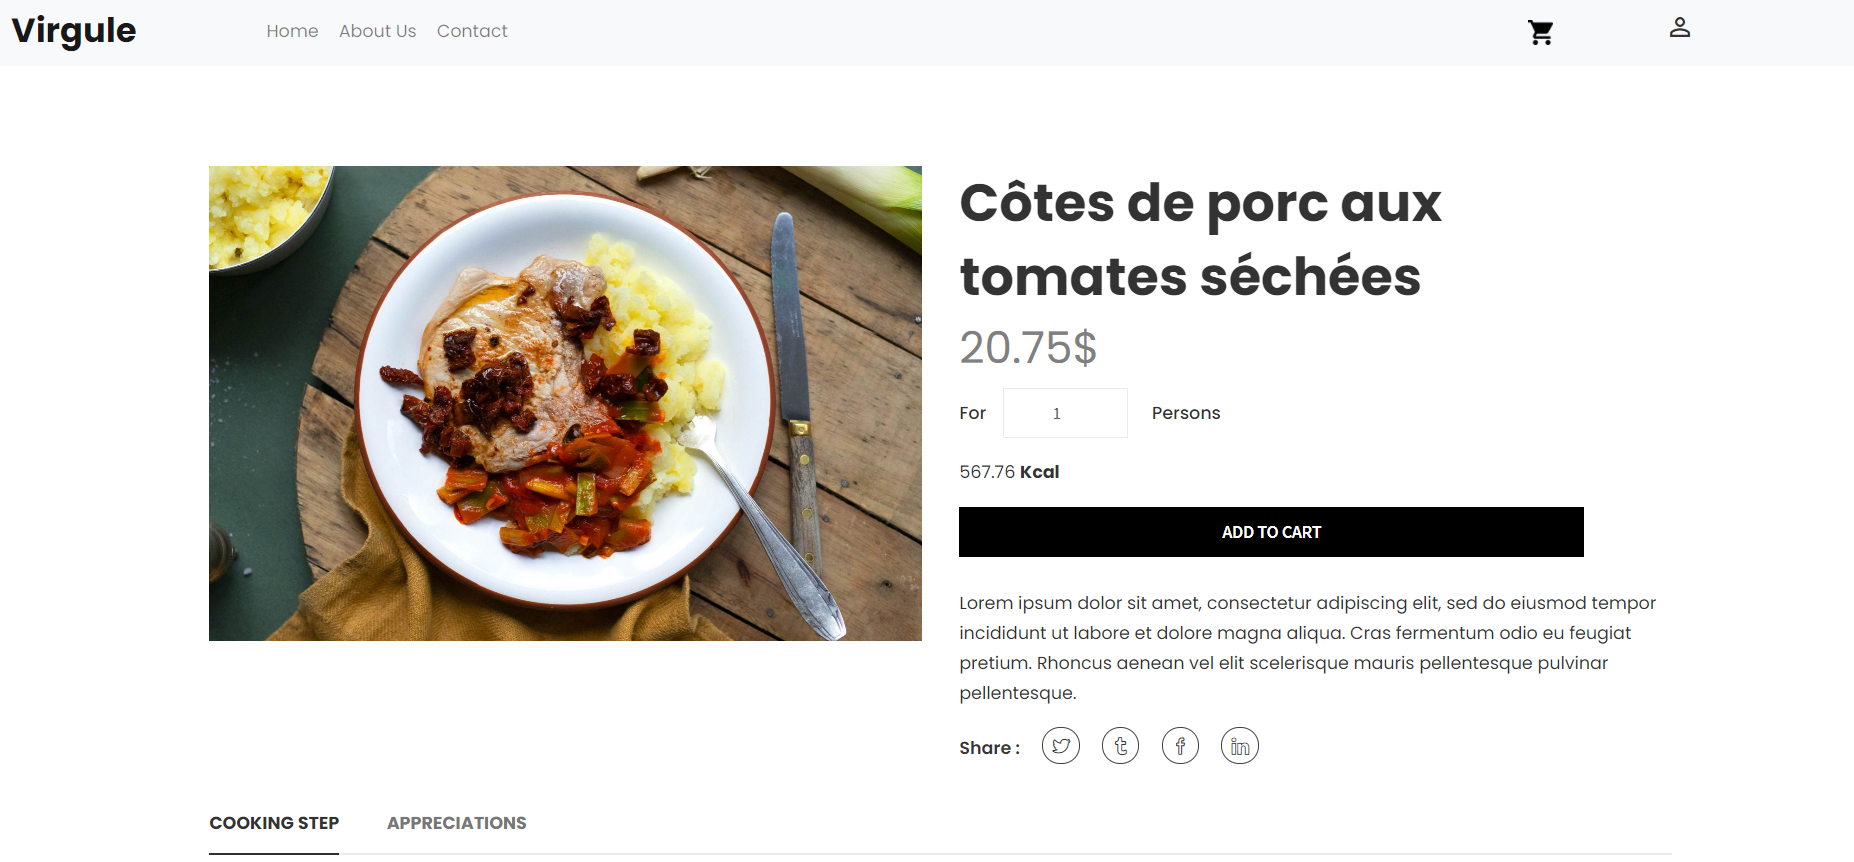 Virgule
Home About Us Contact
Côtes de porc aux
tomates séchées
20.75$
For 1 Persons
567.76 Kcal
ADD TO CART
Lorem ipsum dolor sit amet, consectetur adipiscing elit, sed do eiusmod tempor
incididunt ut labore et dolore magna aliqua. Cras fermentum odio eu feugiat
pretium. Rhoncus aenean vel elit scelerisque mauris pellentesque pulvinar
pellentesque.
Share :
COOKING STEP APPRECIATIONS